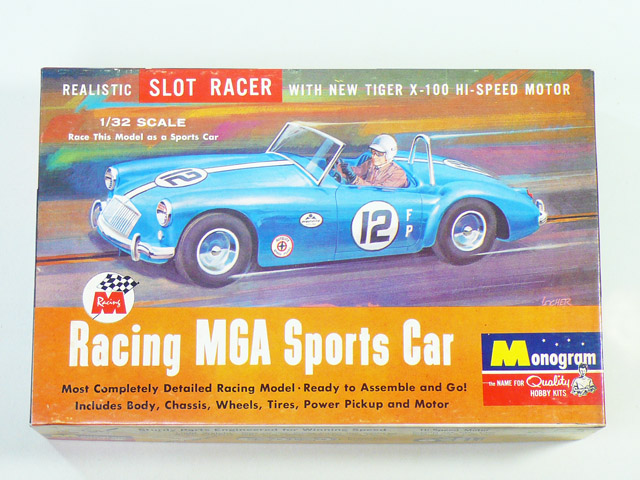 REALISTIC SLOT RACER WITH NEW TIGER X-100 HI-SPEED MOTOR
1/32 SCALE
Race This Model as a Sports Car
12
12
F
P
12
LOCHER
M
Racing
Racing MGA Sports Car
Most Completely Detailed Racing Model · Ready to Assemble and Go!
Includes Body, Chassis, Wheels, Tires, Power Pickup and Motor
Monogram
the NAME FOR Quality
HOBBY KITS